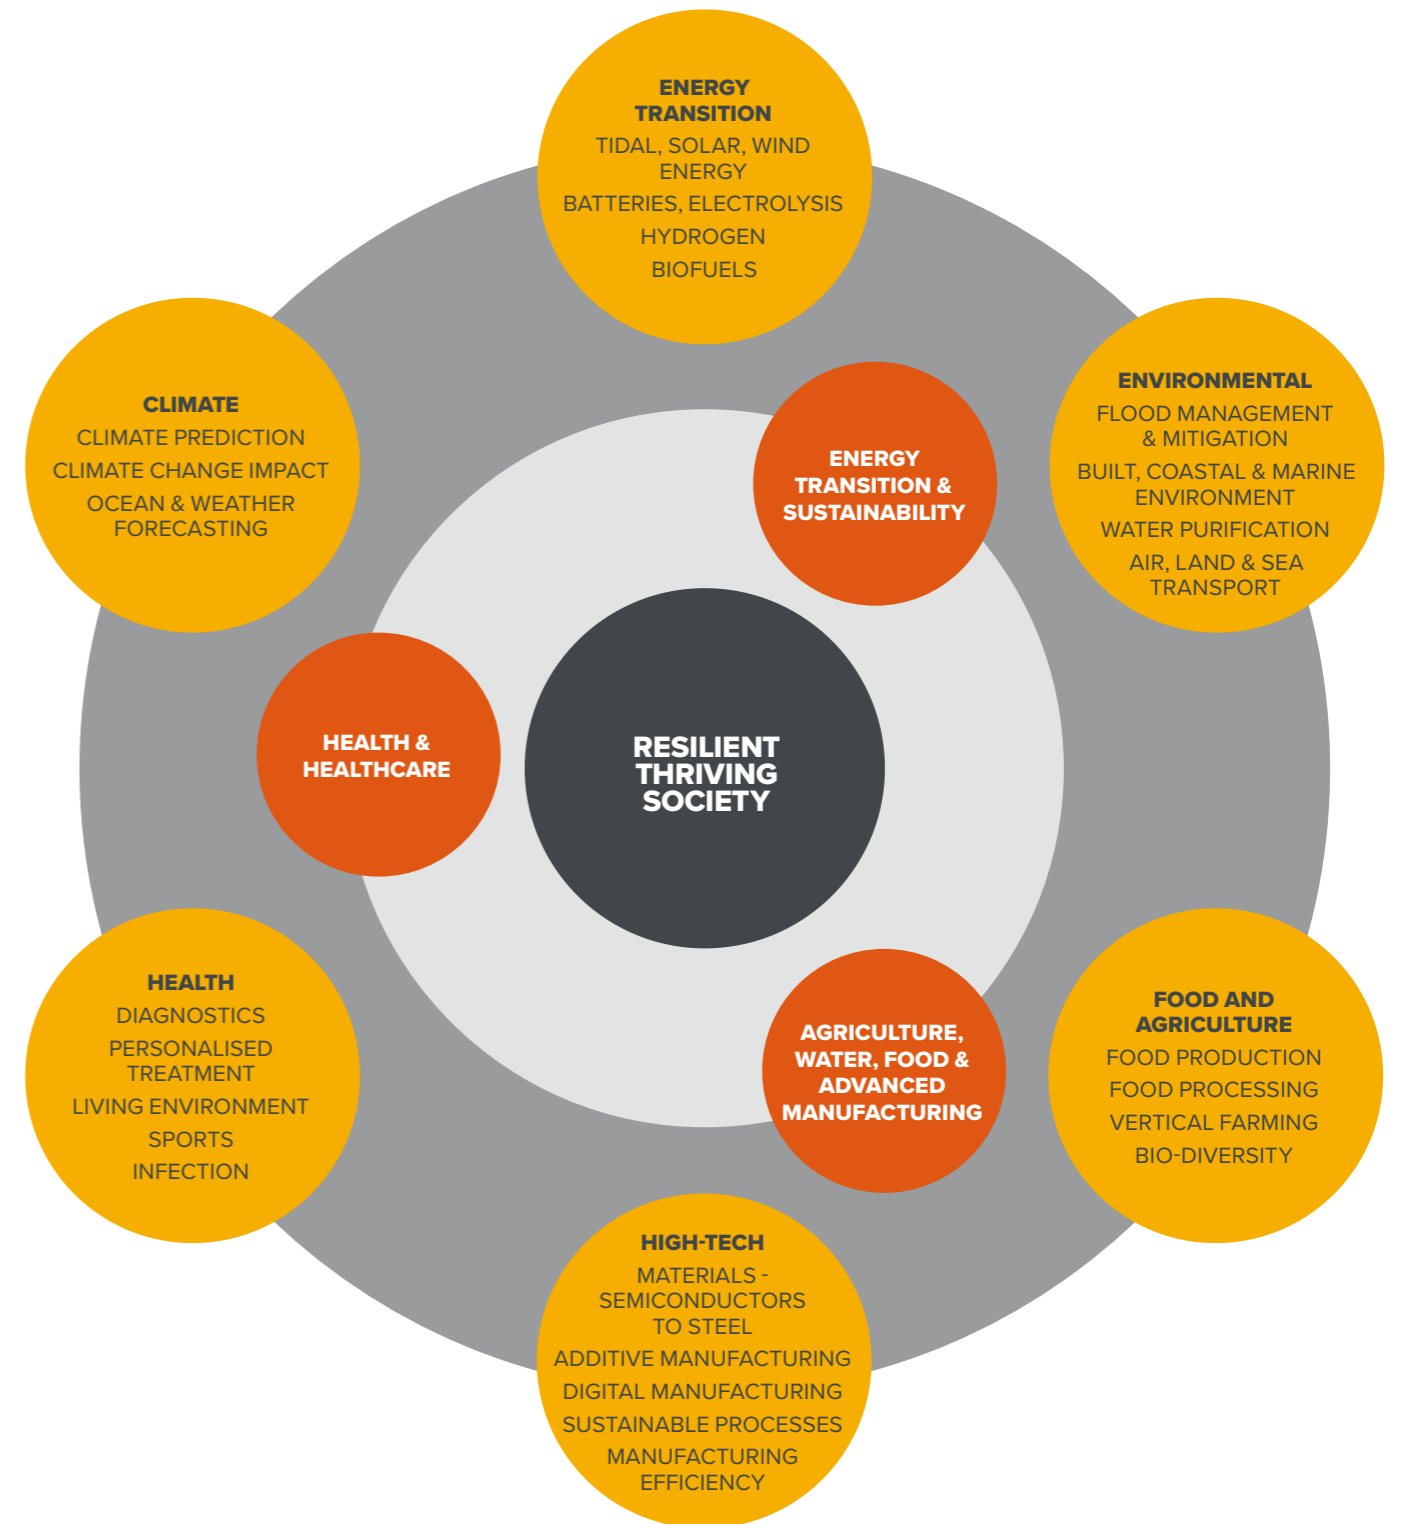 ENERGY
TRANSITION
TIDAL, SOLAR, WIND
ENERGY
BATTERIES, ELECTROLYSIS
HYDROGEN
BIOFUELS
CLIMATE
CLIMATE PREDICTION
CLIMATE CHANGE IMPACT
OCEAN & WEATHER
FORECASTING
ENVIRONMENTAL
FLOOD MANAGEMENT
& MITIGATION
BUILT, COASTAL & MARINE
ENVIRONMENT
WATER PURIFICATION
AIR, LAND & SEA
TRANSPORT
ENERGY
TRANSITION &
SUSTAINABILITY
HEALTH &
HEALTHCARE
RESILIENT
THRIVING
SOCIETY
AGRICULTURE,
WATER, FOOD &
ADVANCED
MANUFACTURING
HEALTH
DIAGNOSTICS
PERSONALISED
TREATMENT
LIVING ENVIRONMENT
SPORTS
INFECTION
FOOD AND
AGRICULTURE
FOOD PRODUCTION
FOOD PROCESSING
VERTICAL FARMING
BIO-DIVERSITY
HIGH-TECH
MATERIALS -
SEMICONDUCTORS
TO STEEL
ADDITIVE MANUFACTURING
DIGITAL MANUFACTURING
SUSTAINABLE PROCESSES
MANUFACTURING
EFFICIENCY